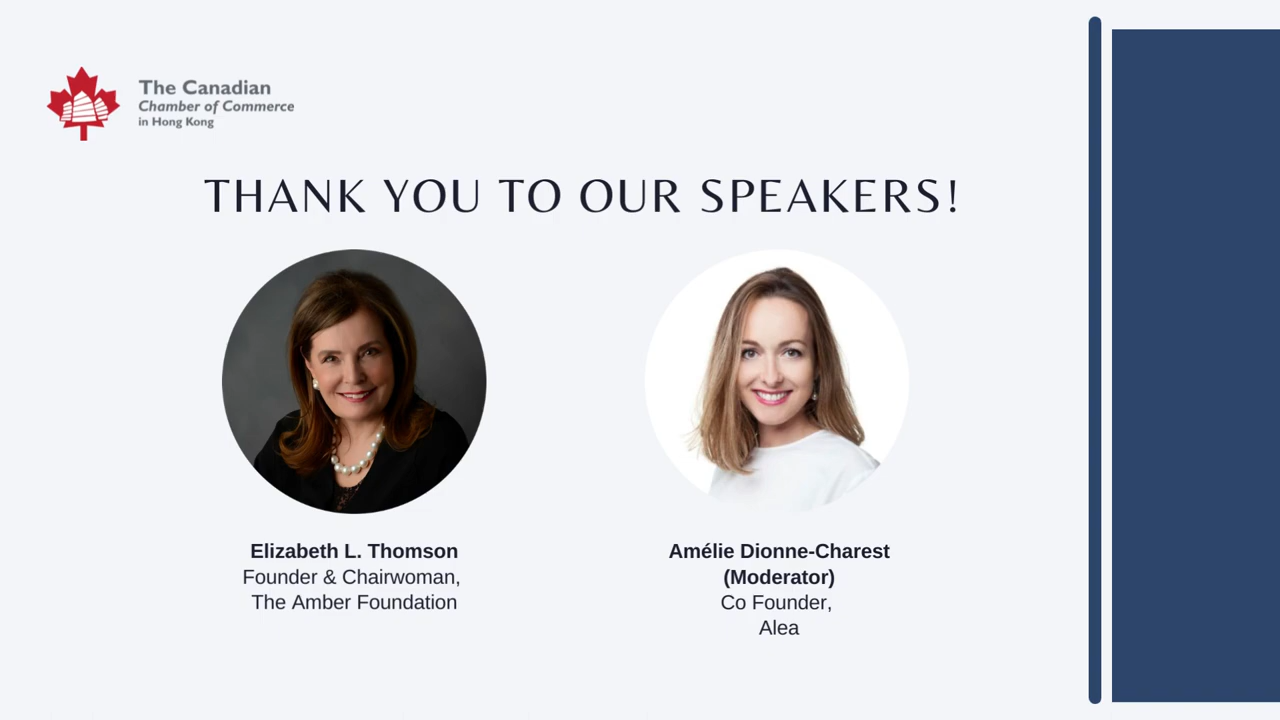 The Canadian
Chamber of Commerce
in Hong Kong
THANK YOU TO OUR SPEAKERS!
Elizabeth L. Thomson
Founder & Chairwoman,
The Amber Foundation
Amélie Dionne-Charest
(Moderator)
Co Founder,
Alea